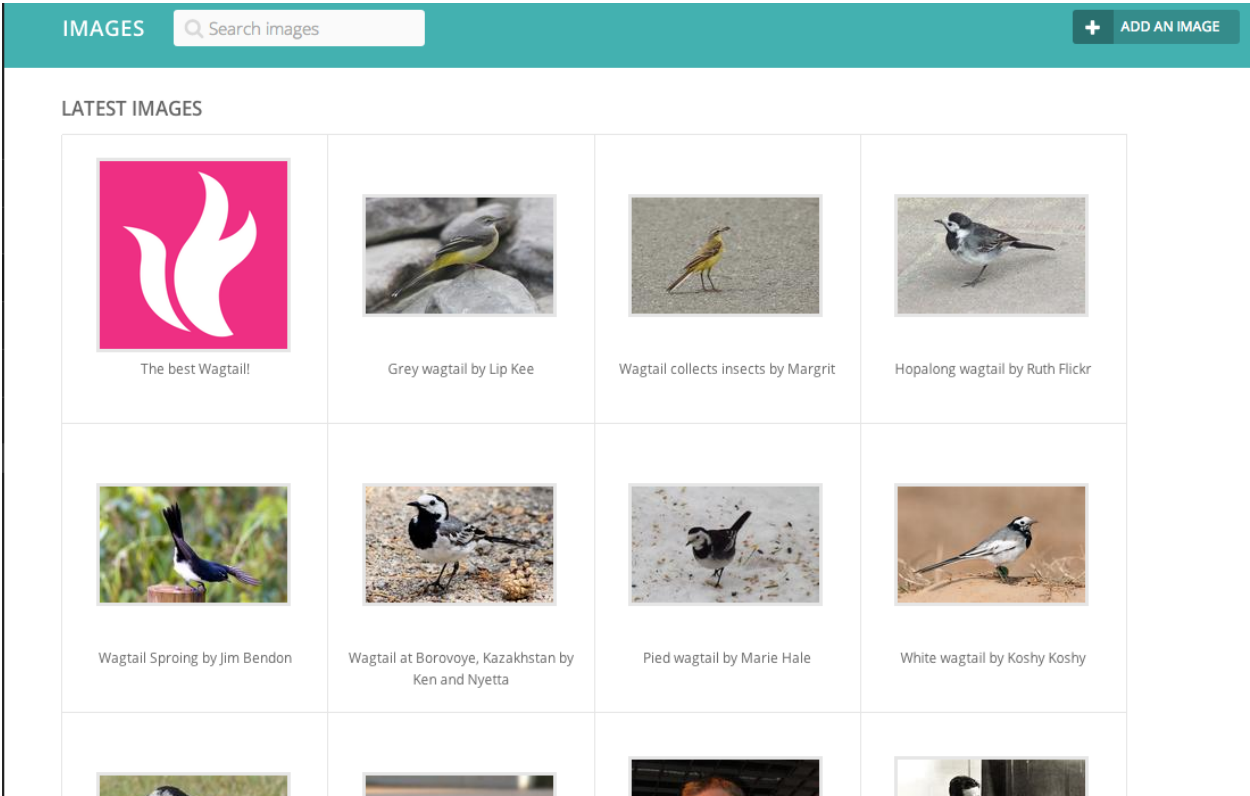 IMAGES
Search images
ADD AN IMAGE
LATEST IMAGES
The best Wagtail!
Grey wagtail by Lip Kee
Wagtail collects insects by Margrit
Hopalong wagtail by Ruth Flickr
Wagtail Sproing by Jim Bendon
Wagtail at Borovoye, Kazakhstan by
Ken and Nyetta
Pied wagtail by Marie Hale
White wagtail by Koshy Koshy